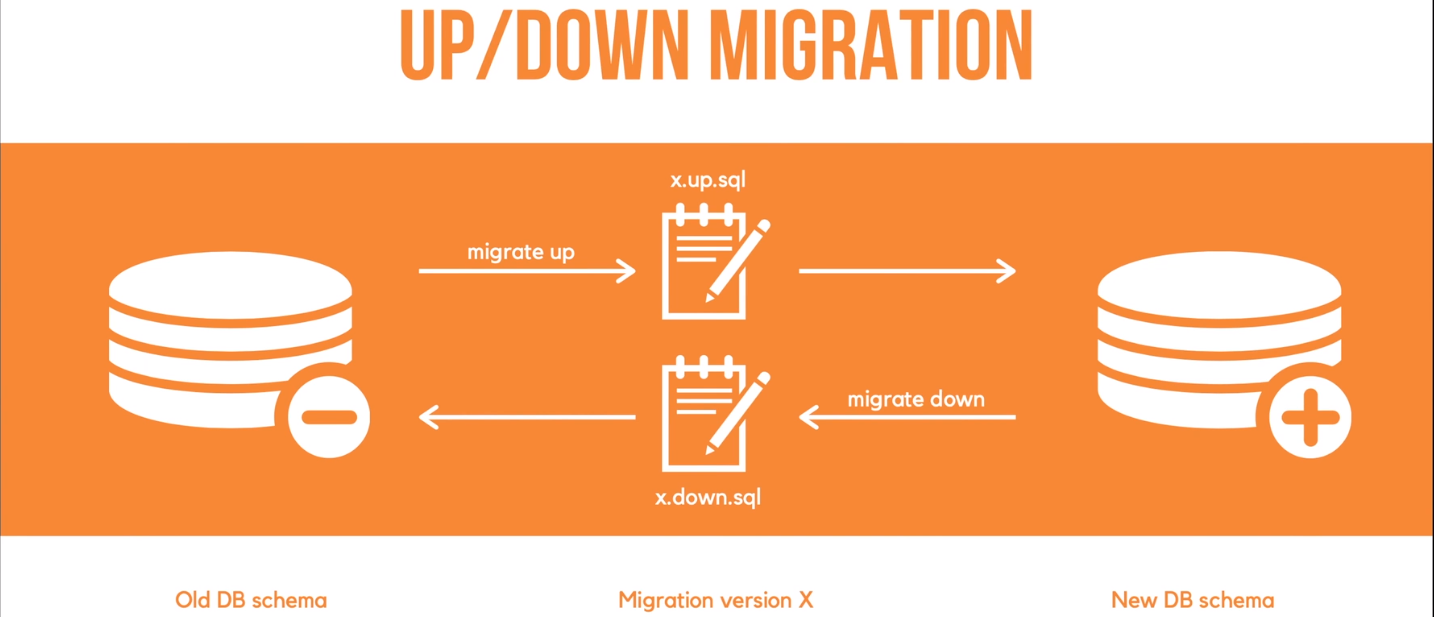 UP/DOWN MIGRATION
x.up.sql
migrate up
migrate down
x.down.sql
Old DB schema
Migration version X
New DB schema